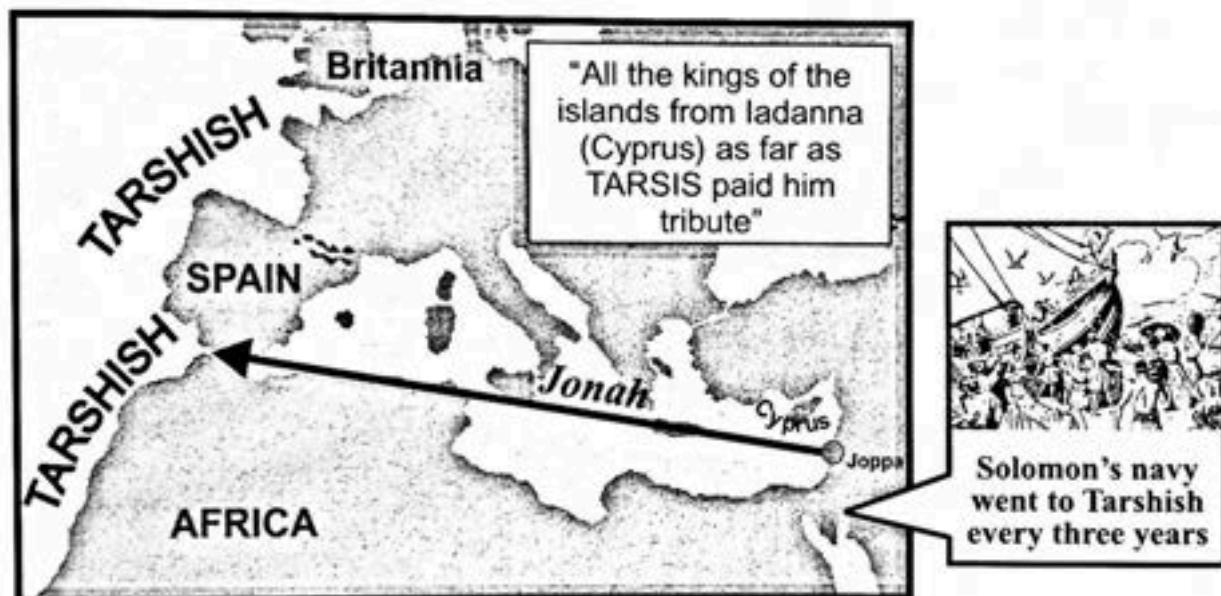 Britannia
"All the kings of the
islands from Iadanna
(Cyprus) as far as
TARSIS paid him
tribute"
TARSHISH
SPAIN
TARSHISH
Jonah
Cyprus
Joppa
AFRICA
Solomon's navy
went to Tarshish
every three years